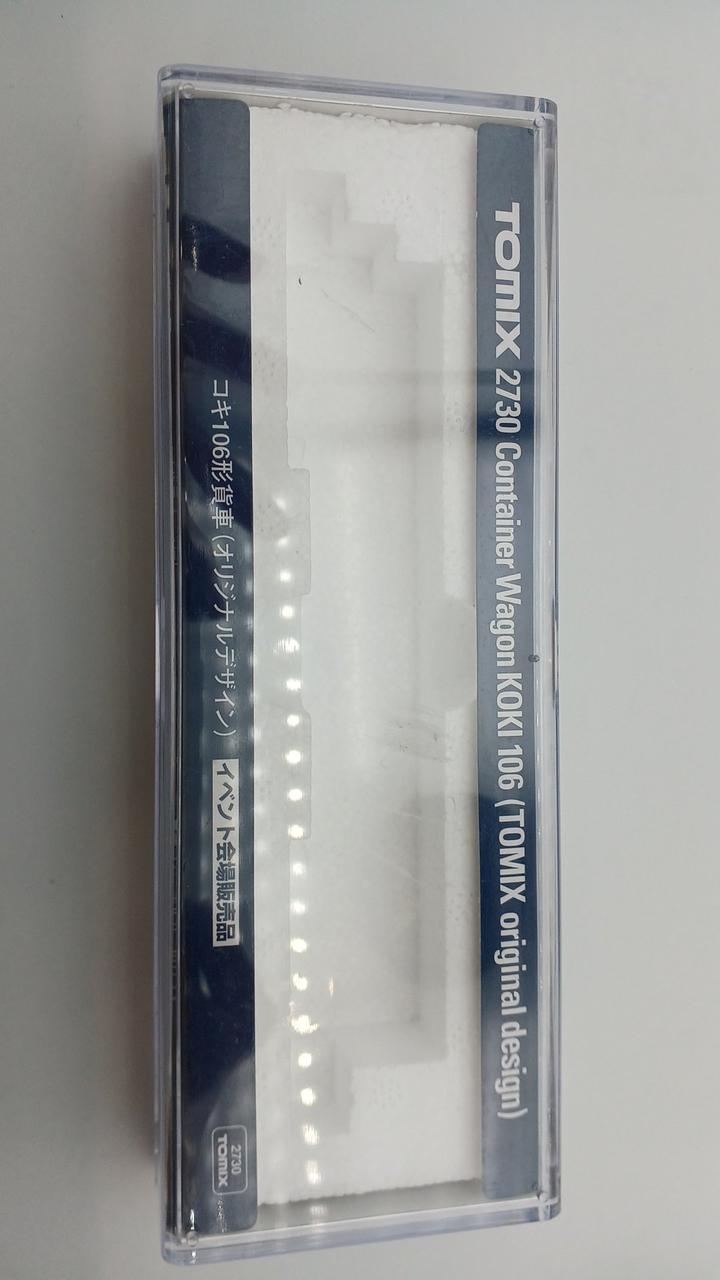 TOMIX 2730 Container Wagon KOKI 106 (TOMIX original design)
コキ106形貨車 (オリジナルデザイン) イベント会場販売品
2730
TOMIX